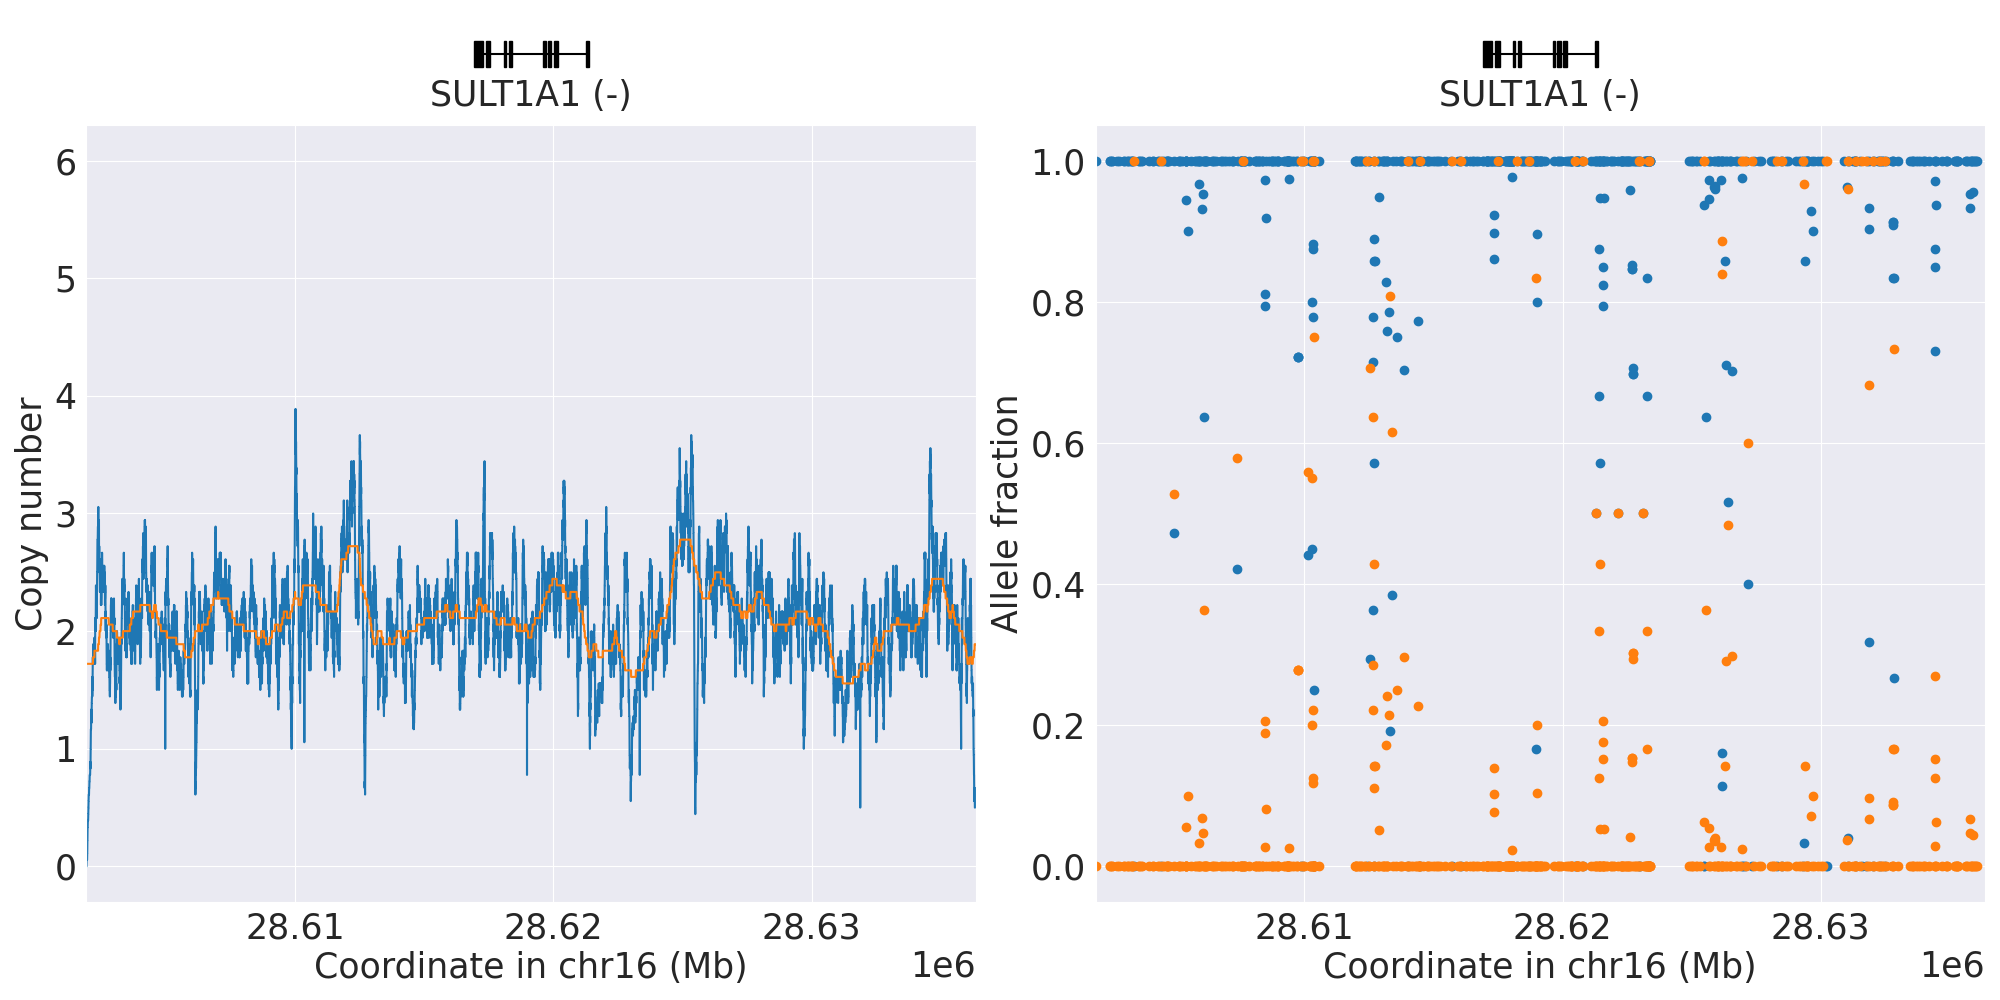 SULT1A1 (-)
Copy number
6
5
4
3
2
1
0
28.61
28.62
28.63
Coordinate in chr16 (Mb)
1e6
SULT1A1 (-)
Allele fraction
1.0
0.8
0.6
0.4
0.2
0.0
28.61
28.62
28.63
Coordinate in chr16 (Mb)
1e6